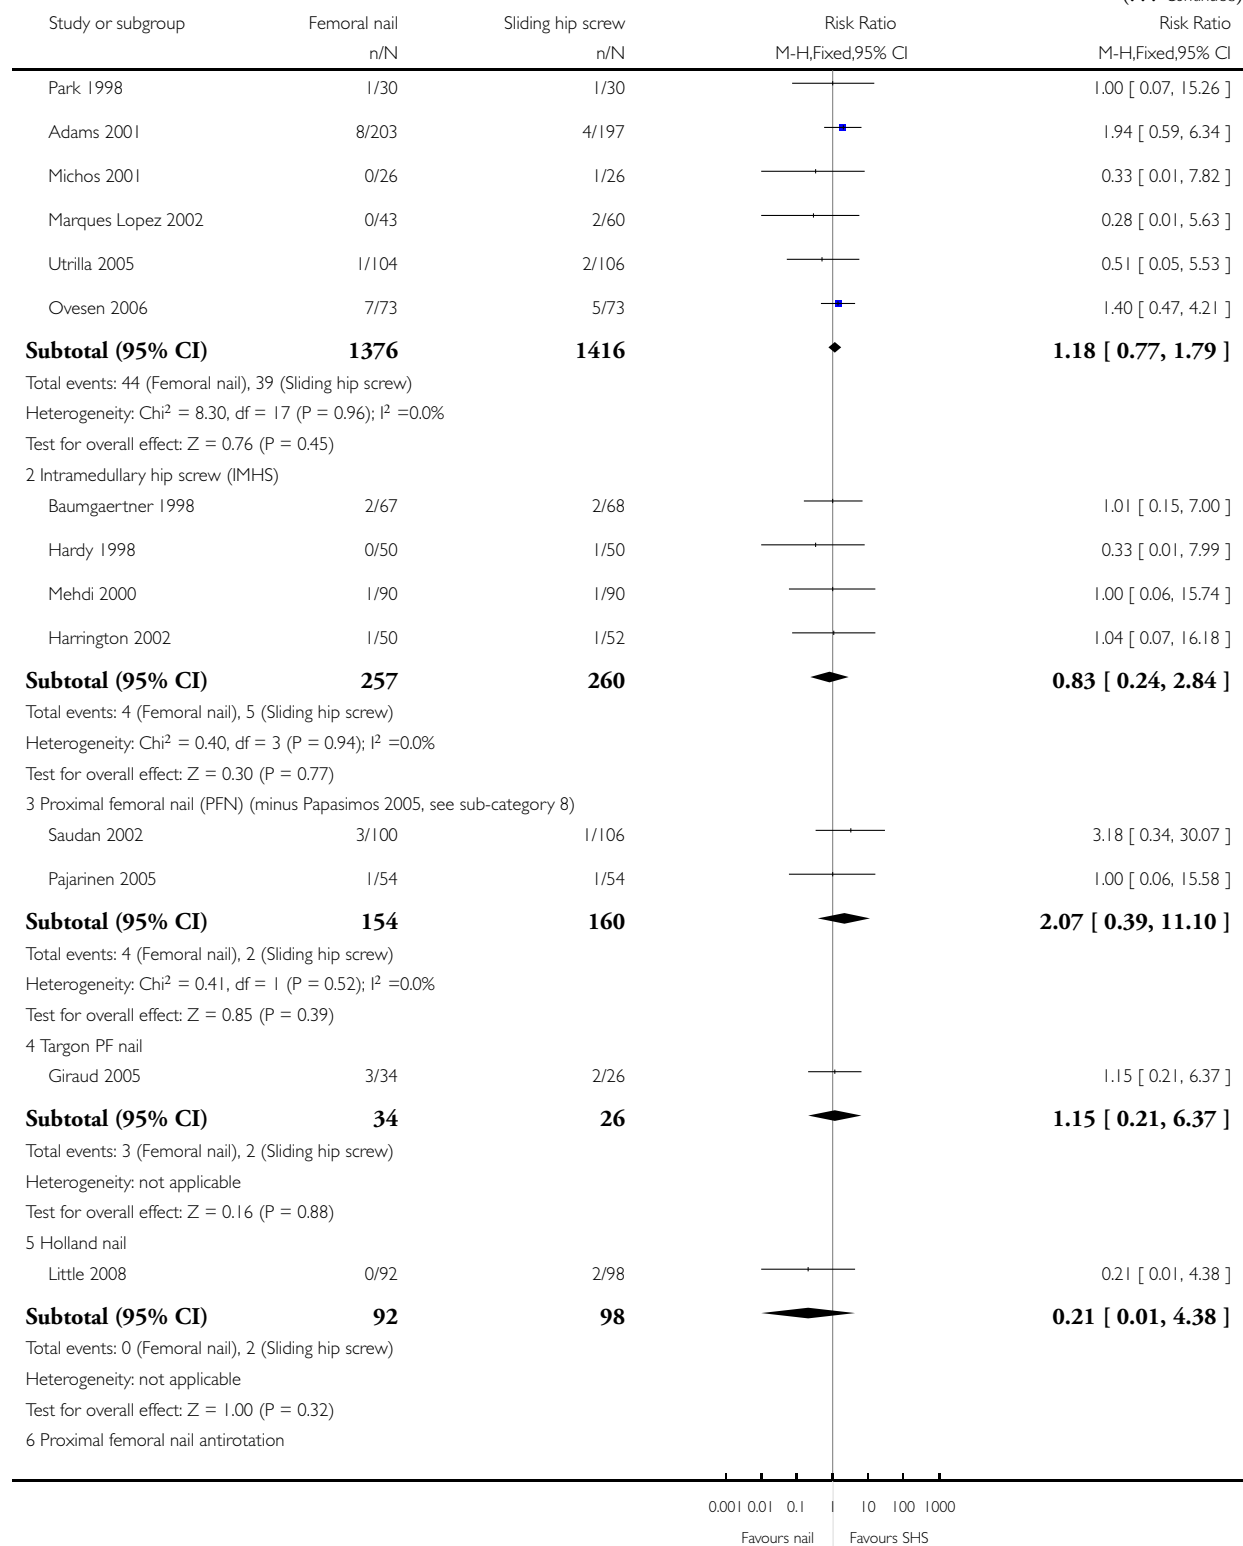 (... Continued)
Study or subgroup Femoral nail Sliding hip screw Risk Ratio Risk Ratio
n/N n/N M-H,Fixed,95% CI M-H,Fixed,95% CI
Park 1998 1/30 1/30 1.00 [ 0.07, 15.26 ]
Adams 2001 8/203 4/197 1.94 [ 0.59, 6.34 ]
Michos 2001 0/26 1/26 0.33 [ 0.01, 7.82 ]
Marques Lopez 2002 0/43 2/60 0.28 [ 0.01, 5.63 ]
Utrilla 2005 1/104 2/106 0.51 [ 0.05, 5.53 ]
Ovesen 2006 7/73 5/73 1.40 [ 0.47, 4.21 ]
Subtotal (95% CI) 1376 1416 1.18 [ 0.77, 1.79 ]
Total events: 44 (Femoral nail), 39 (Sliding hip screw)
Heterogeneity: Chi² = 8.30, df = 17 (P = 0.96); I² =0.0%
Test for overall effect: Z = 0.76 (P = 0.45)
2 Intramedullary hip screw (IMHS)
Baumgaertner 1998 2/67 2/68 1.01 [ 0.15, 7.00 ]
Hardy 1998 0/50 1/50 0.33 [ 0.01, 7.99 ]
Mehdi 2000 1/90 1/90 1.00 [ 0.06, 15.74 ]
Harrington 2002 1/50 1/52 1.04 [ 0.07, 16.18 ]
Subtotal (95% CI) 257 260 0.83 [ 0.24, 2.84 ]
Total events: 4 (Femoral nail), 5 (Sliding hip screw)
Heterogeneity: Chi² = 0.40, df = 3 (P = 0.94); I² =0.0%
Test for overall effect: Z = 0.30 (P = 0.77)
3 Proximal femoral nail (PFN) (minus Papasimos 2005, see sub-category 8)
Saudan 2002 3/100 1/106 3.18 [ 0.34, 30.07 ]
Pajarinen 2005 1/54 1/54 1.00 [ 0.06, 15.58 ]
Subtotal (95% CI) 154 160 2.07 [ 0.39, 11.10 ]
Total events: 4 (Femoral nail), 2 (Sliding hip screw)
Heterogeneity: Chi² = 0.41, df = 1 (P = 0.52); I² =0.0%
Test for overall effect: Z = 0.85 (P = 0.39)
4 Targon PF nail
Giraud 2005 3/34 2/26 1.15 [ 0.21, 6.37 ]
Subtotal (95% CI) 34 26 1.15 [ 0.21, 6.37 ]
Total events: 3 (Femoral nail), 2 (Sliding hip screw)
Heterogeneity: not applicable
Test for overall effect: Z = 0.16 (P = 0.88)
5 Holland nail
Little 2008 0/92 2/98 0.21 [ 0.01, 4.38 ]
Subtotal (95% CI) 92 98 0.21 [ 0.01, 4.38 ]
Total events: 0 (Femoral nail), 2 (Sliding hip screw)
Heterogeneity: not applicable
Test for overall effect: Z = 1.00 (P = 0.32)
6 Proximal femoral nail antirotation
0.001 0.01 0.1 1 10 100 1000
Favours nail Favours SHS